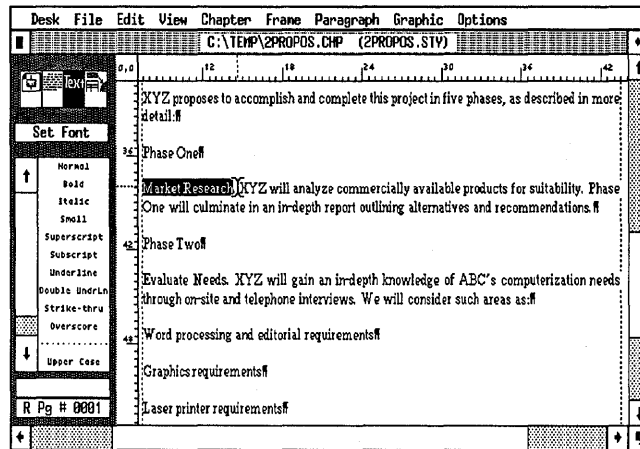 Desk File Edit View Chapter Frame Paragraph Graphic Options
C:\TEMP\2PROPOS.CHP (2PROPOS.STY)
0,0 12 18 24 30 36 42
Text
XYZ proposes to accomplish and complete this project in five phases, as described in more
detail:¶
Set Font
36 Phase One¶
Normal
Bold
Market Research. XYZ will analyze commercially available products for suitability. Phase
Italic
One will culminate in an in-depth report outlining alternatives and recommendations. ¶
Small
Superscript
42 Phase Two¶
Subscript
Underline
Evaluate Needs. XYZ will gain an in-depth knowledge of ABC's computerization needs
Double UndrLn
through on-site and telephone interviews. We will consider such areas as:¶
Strike-thru
Overscore
48 Word processing and editorial requirements¶
Upper Case
Graphics requirements¶
R Pg # 0001
Laser printer requirements¶